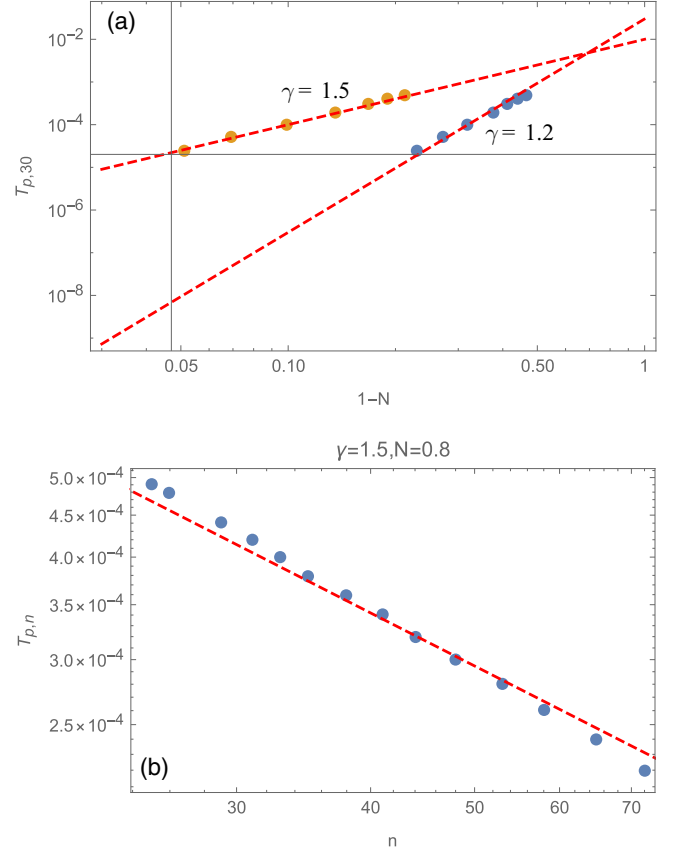 (a)
10⁻²
γ = 1.5
10⁻⁴
γ = 1.2
T_{p,30}
10⁻⁶
10⁻⁸
0.05 0.10 0.50 1
1−N
γ=1.5,N=0.8
5.0×10⁻⁴
4.5×10⁻⁴
4.0×10⁻⁴
3.5×10⁻⁴
T_{p,n}
3.0×10⁻⁴
2.5×10⁻⁴
(b)
30 40 50 60 70
n